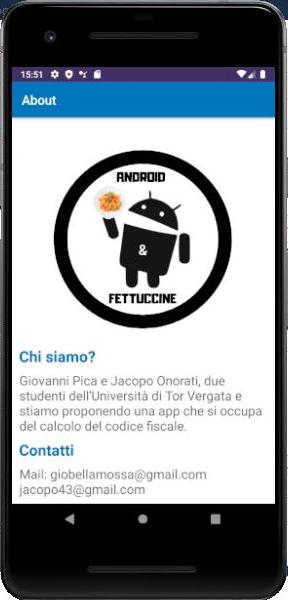 15:51
About
ANDROID
&
FETTUCCINE
Chi siamo?
Giovanni Pica e Jacopo Onorati, due
studenti dell'Università di Tor Vergata e
stiamo proponendo una app che si occupa
del calcolo del codice fiscale.
Contatti
Mail: giobellamossa@gmail.com
jacopo43@gmail.com